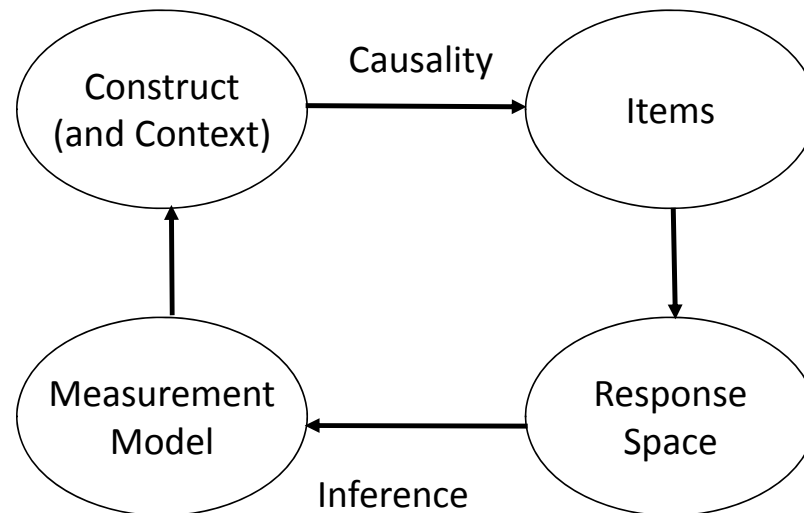 Construct
(and Context)
Causality
Items
Measurement
Model
Response
Space
Inference